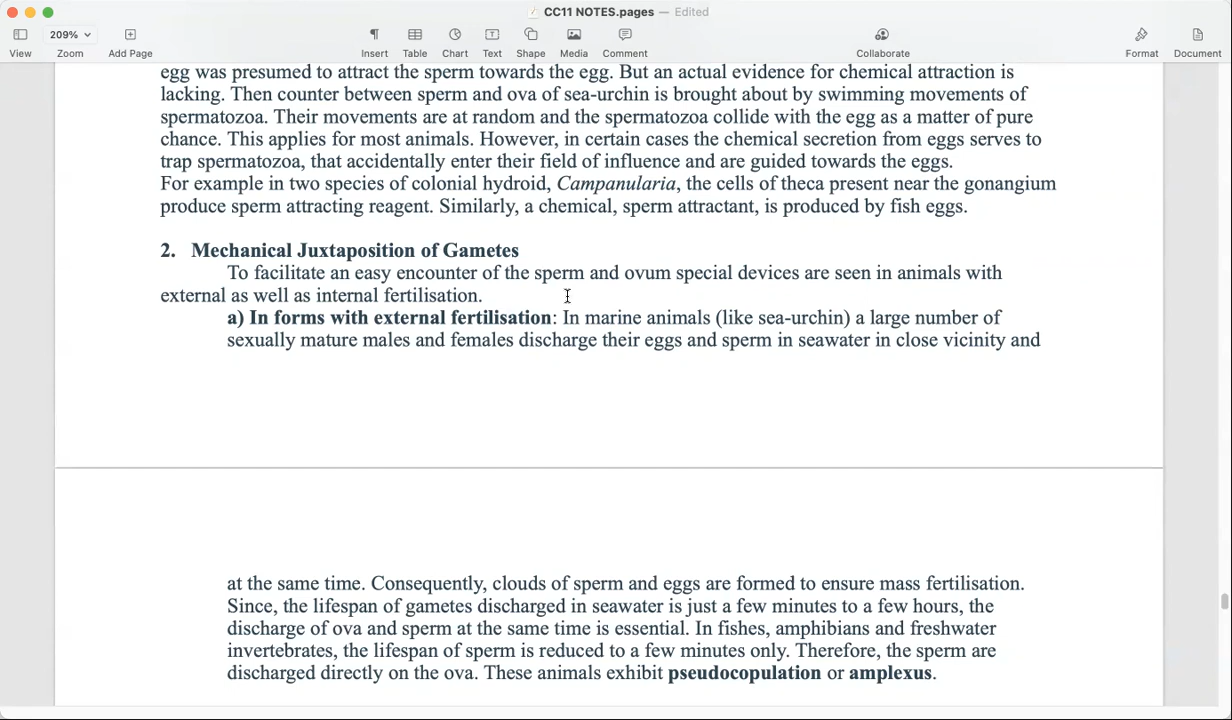 CC11 NOTES.pages — Edited
209%
View
Zoom
Add Page
Insert
Table
Chart
Text
Shape
Media
Comment
Collaborate
Format
Document
egg was presumed to attract the sperm towards the egg. But an actual evidence for chemical attraction is
lacking. Then counter between sperm and ova of sea-urchin is brought about by swimming movements of
spermatozoa. Their movements are at random and the spermatozoa collide with the egg as a matter of pure
chance. This applies for most animals. However, in certain cases the chemical secretion from eggs serves to
trap spermatozoa, that accidentally enter their field of influence and are guided towards the eggs.
For example in two species of colonial hydroid, Campanularia, the cells of theca present near the gonangium
produce sperm attracting reagent. Similarly, a chemical, sperm attractant, is produced by fish eggs.
2. Mechanical Juxtaposition of Gametes
To facilitate an easy encounter of the sperm and ovum special devices are seen in animals with
external as well as internal fertilisation.
a) In forms with external fertilisation: In marine animals (like sea-urchin) a large number of
sexually mature males and females discharge their eggs and sperm in seawater in close vicinity and
at the same time. Consequently, clouds of sperm and eggs are formed to ensure mass fertilisation.
Since, the lifespan of gametes discharged in seawater is just a few minutes to a few hours, the
discharge of ova and sperm at the same time is essential. In fishes, amphibians and freshwater
invertebrates, the lifespan of sperm is reduced to a few minutes only. Therefore, the sperm are
discharged directly on the ova. These animals exhibit pseudocopulation or amplexus.